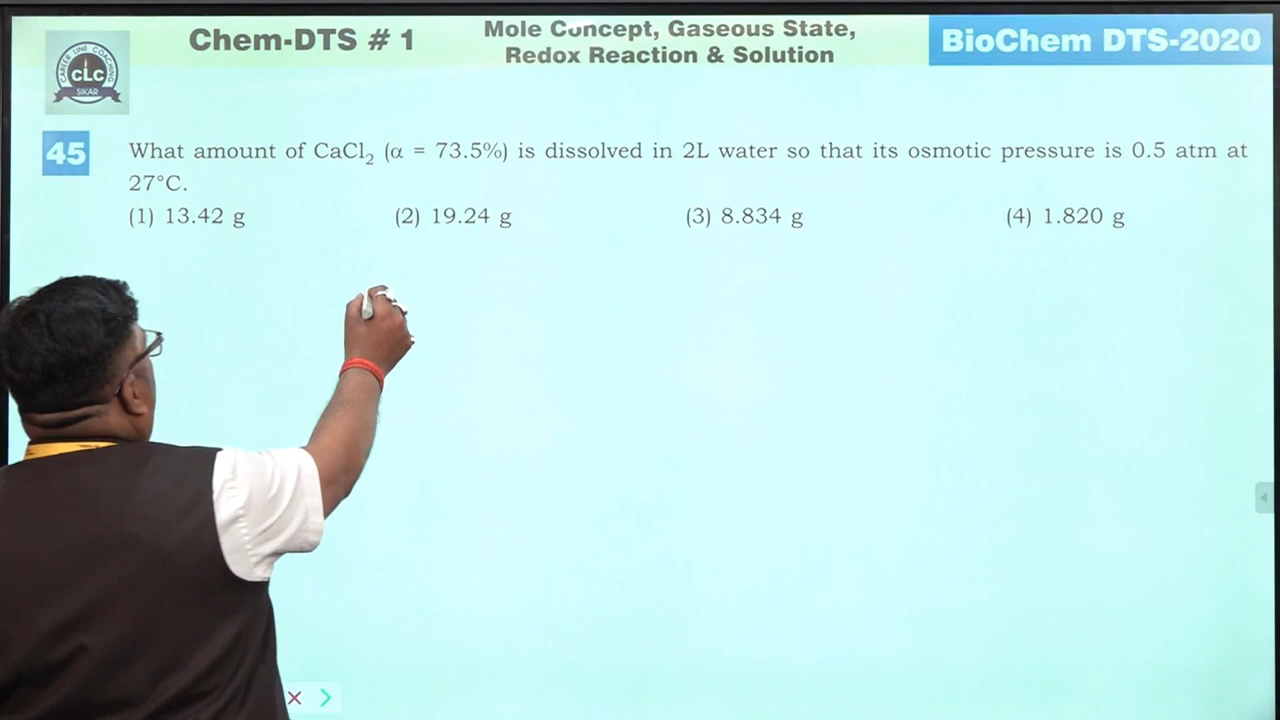 Chem-DTS # 1
Mole Concept, Gaseous State,
Redox Reaction & Solution
BioChem DTS-2020
CAREER LINE COACHING
CLC
SIKAR
45
What amount of CaCl₂ (α = 73.5%) is dissolved in 2L water so that its osmotic pressure is 0.5 atm at
27°C.
(1) 13.42 g (2) 19.24 g (3) 8.834 g (4) 1.820 g